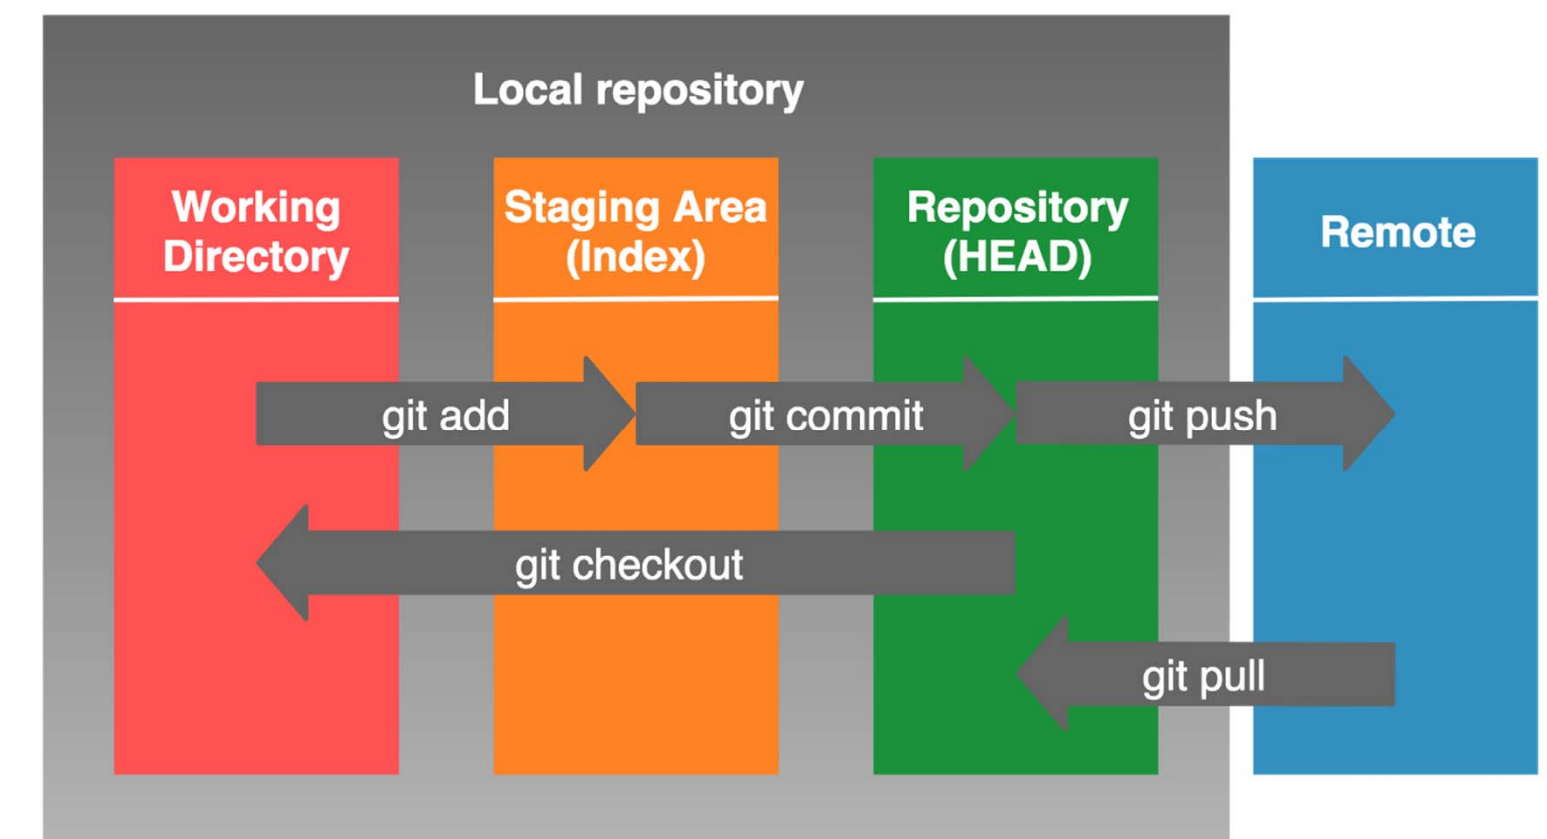 Local repository
Working
Directory
Staging Area
(Index)
Repository
(HEAD)
Remote
git add
git commit
git push
git checkout
git pull